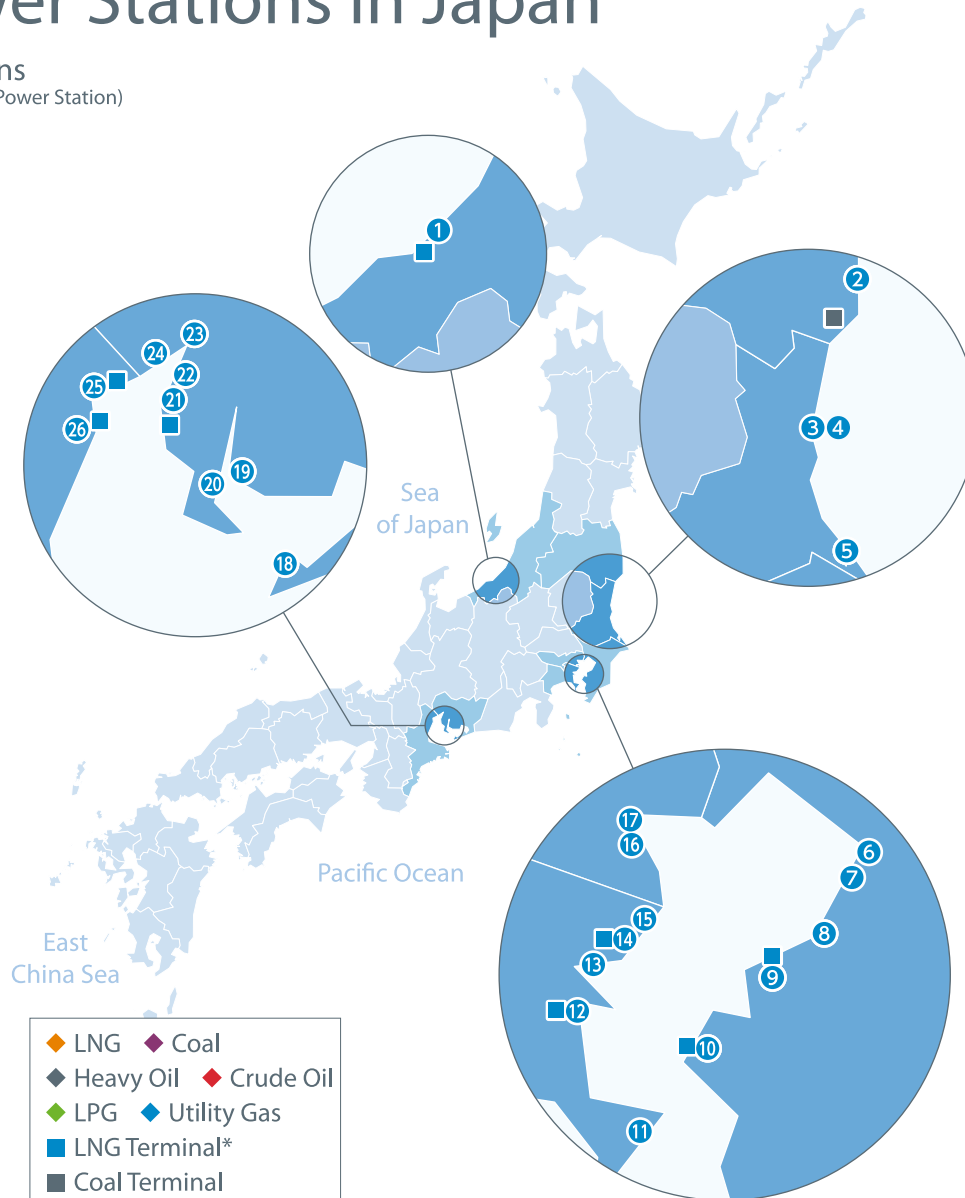 ver Stations in Japan
ns
Power Station)
1
2
3 4
5
23
24
22
25
21
26
19
20
18
Sea
of Japan
Pacific Ocean
East
China Sea
17
16
6
7
15
14
8
13
9
12
10
11
LNG Coal
Heavy Oil Crude Oil
LPG Utility Gas
LNG Terminal*
Coal Terminal